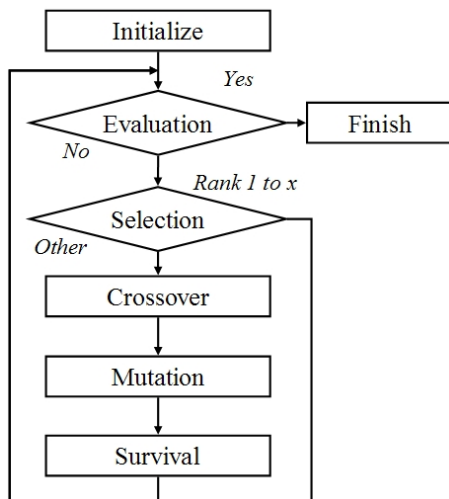 Initialize
Yes
Evaluation
Finish
No
Rank 1 to x
Selection
Other
Crossover
Mutation
Survival